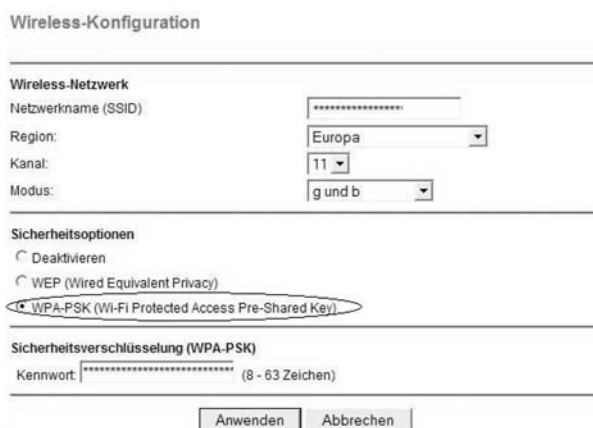 Wireless-Konfiguration
Wireless-Netzwerk
Netzwerkname (SSID) *****************
Region: Europa
Kanal: 11
Modus: g und b
Sicherheitsoptionen
Deaktivieren
WEP (Wired Equivalent Privacy)
WPA-PSK (Wi-Fi Protected Access Pre-Shared Key)
Sicherheitsverschlüsselung (WPA-PSK)
Kennwort: ****************************** (8 - 63 Zeichen)
Anwenden Abbrechen